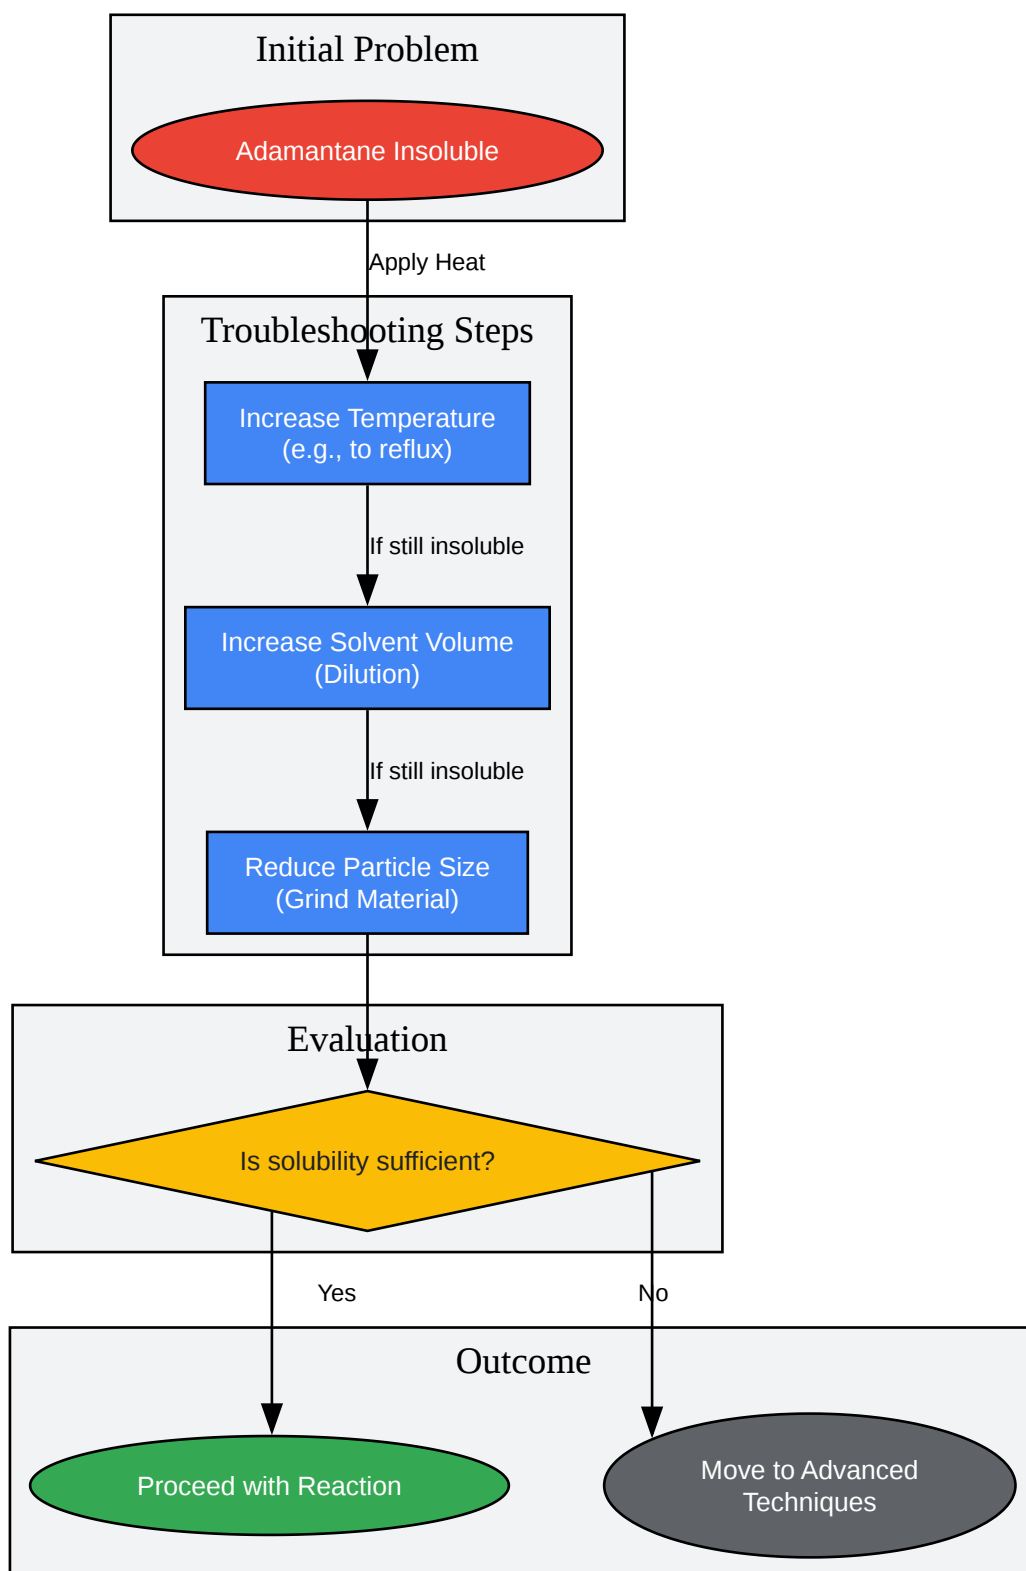 Initial Problem
Adamantane Insoluble
Apply Heat
Troubleshooting Steps
Increase Temperature
(e.g., to reflux)
If still insoluble
Increase Solvent Volume
(Dilution)
If still insoluble
Reduce Particle Size
(Grind Material)
Evaluation
Is solubility sufficient?
Yes
No
Outcome
Proceed with Reaction
Move to Advanced
Techniques